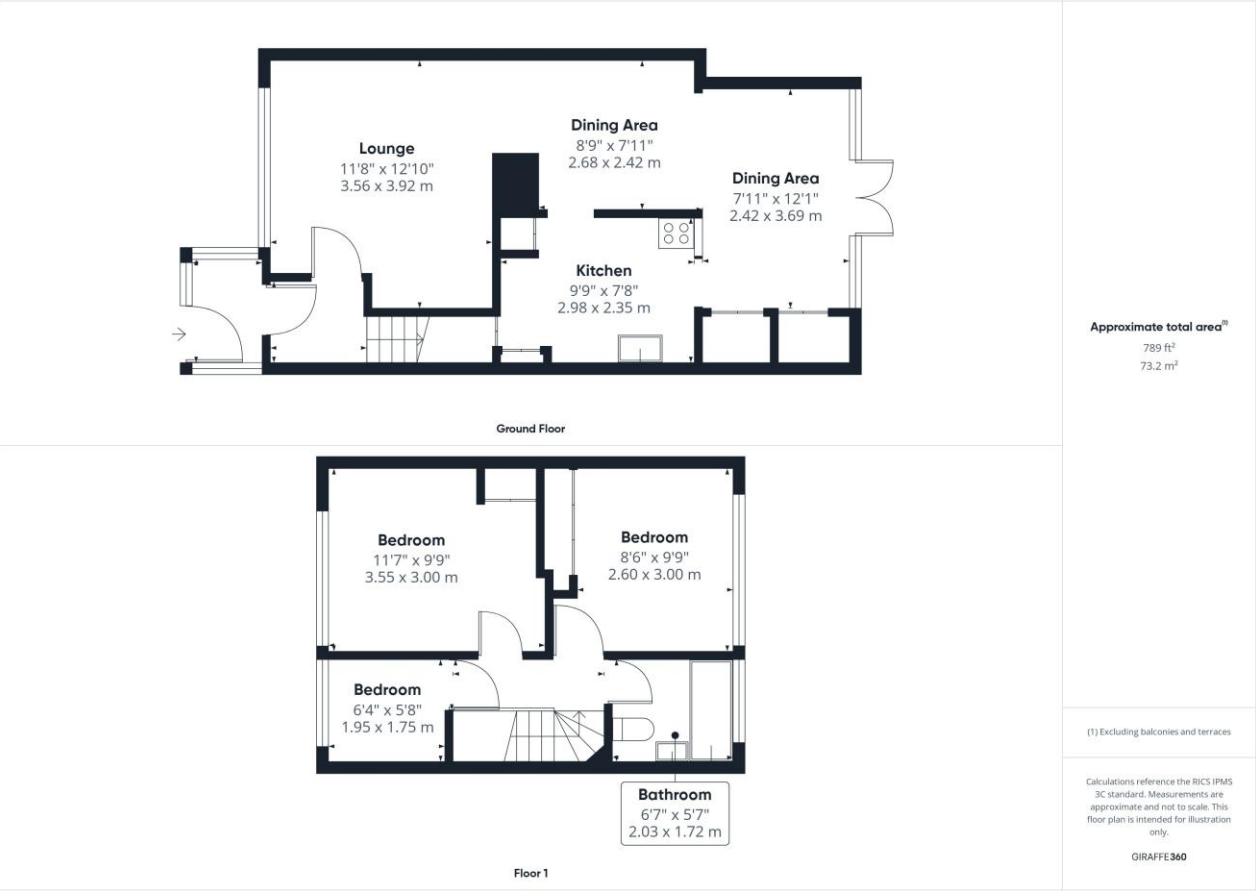 Lounge
11'8" x 12'10"
3.56 x 3.92 m
Dining Area
8'9" x 7'11"
2.68 x 2.42 m
Dining Area
7'11" x 12'1"
2.42 x 3.69 m
Kitchen
9'9" x 7'8"
2.98 x 2.35 m
Ground Floor
Bedroom
11'7" x 9'9"
3.55 x 3.00 m
Bedroom
8'6" x 9'9"
2.60 x 3.00 m
Bedroom
6'4" x 5'8"
1.95 x 1.75 m
Bathroom
6'7" x 5'7"
2.03 x 1.72 m
Floor 1
Approximate total area(1)
789 ft²
73.2 m²
(1) Excluding balconies and terraces
Calculations reference the RICS IPMS
3C standard. Measurements are
approximate and not to scale. This
floor plan is intended for illustration
only.
GIRAFFE360